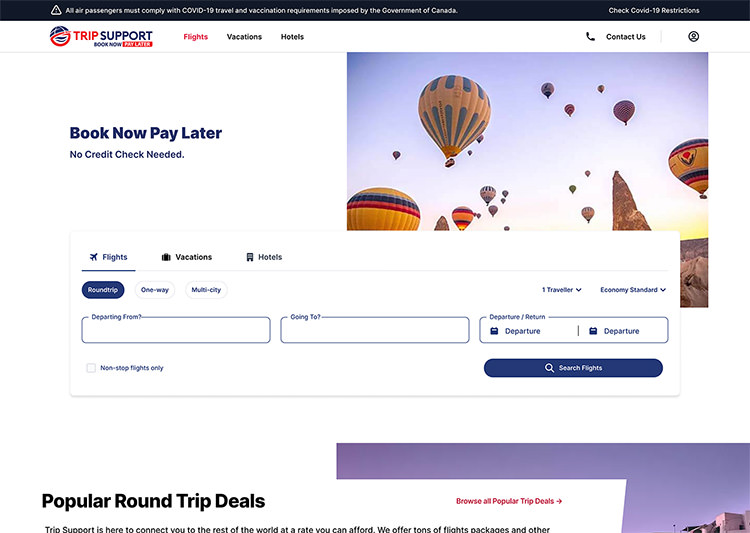 All air passengers must comply with COVID-19 travel and vaccination requirements imposed by the Government of Canada.
Check Covid-19 Restrictions
TRIP SUPPORT
BOOK NOW PAY LATER
Flights
Vacations
Hotels
Contact Us
Book Now Pay Later
No Credit Check Needed.
Flights
Vacations
Hotels
Roundtrip
One-way
Multi-city
1 Traveller
Economy Standard
Departing From?
Going To?
Departure / Return
Departure
Departure
Non-stop flights only
Search Flights
Popular Round Trip Deals
Browse all Popular Trip Deals →
Trip Support is here to connect you to the rest of the world at a rate you can afford. We offer tons of flights packages and other